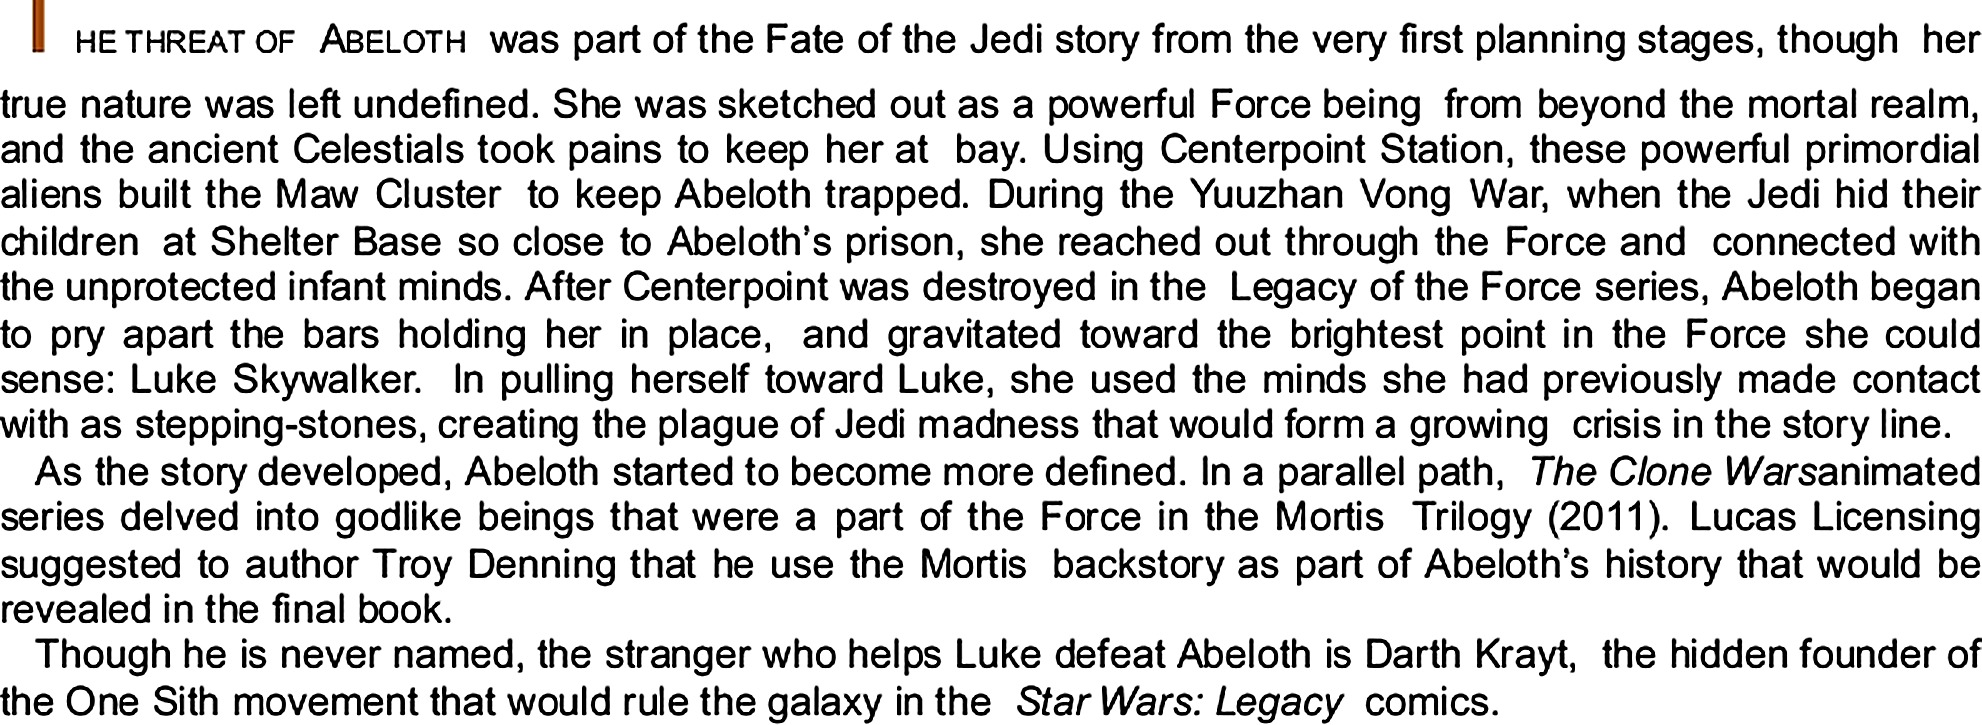 THE THREAT OF ABELOTH was part of the Fate of the Jedi story from the very first planning stages, though her
true nature was left undefined. She was sketched out as a powerful Force being from beyond the mortal realm,
and the ancient Celestials took pains to keep her at bay. Using Centerpoint Station, these powerful primordial
aliens built the Maw Cluster to keep Abeloth trapped. During the Yuuzhan Vong War, when the Jedi hid their
children at Shelter Base so close to Abeloth's prison, she reached out through the Force and connected with
the unprotected infant minds. After Centerpoint was destroyed in the Legacy of the Force series, Abeloth began
to pry apart the bars holding her in place, and gravitated toward the brightest point in the Force she could
sense: Luke Skywalker. In pulling herself toward Luke, she used the minds she had previously made contact
with as stepping-stones, creating the plague of Jedi madness that would form a growing crisis in the story line.
As the story developed, Abeloth started to become more defined. In a parallel path, The Clone Warsanimated
series delved into godlike beings that were a part of the Force in the Mortis Trilogy (2011). Lucas Licensing
suggested to author Troy Denning that he use the Mortis backstory as part of Abeloth's history that would be
revealed in the final book.
Though he is never named, the stranger who helps Luke defeat Abeloth is Darth Krayt, the hidden founder of
the One Sith movement that would rule the galaxy in the Star Wars: Legacy comics.